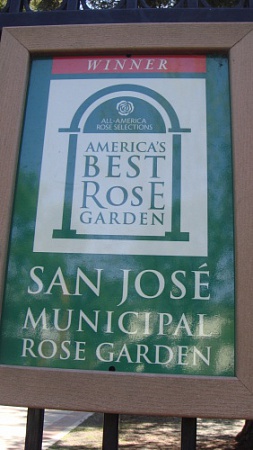 WINNER
ALL-AMERICA
ROSE SELECTIONS
AMERICA'S
BEST
ROSE
GARDEN
SAN JOSÉ
MUNICIPAL
ROSE GARDEN